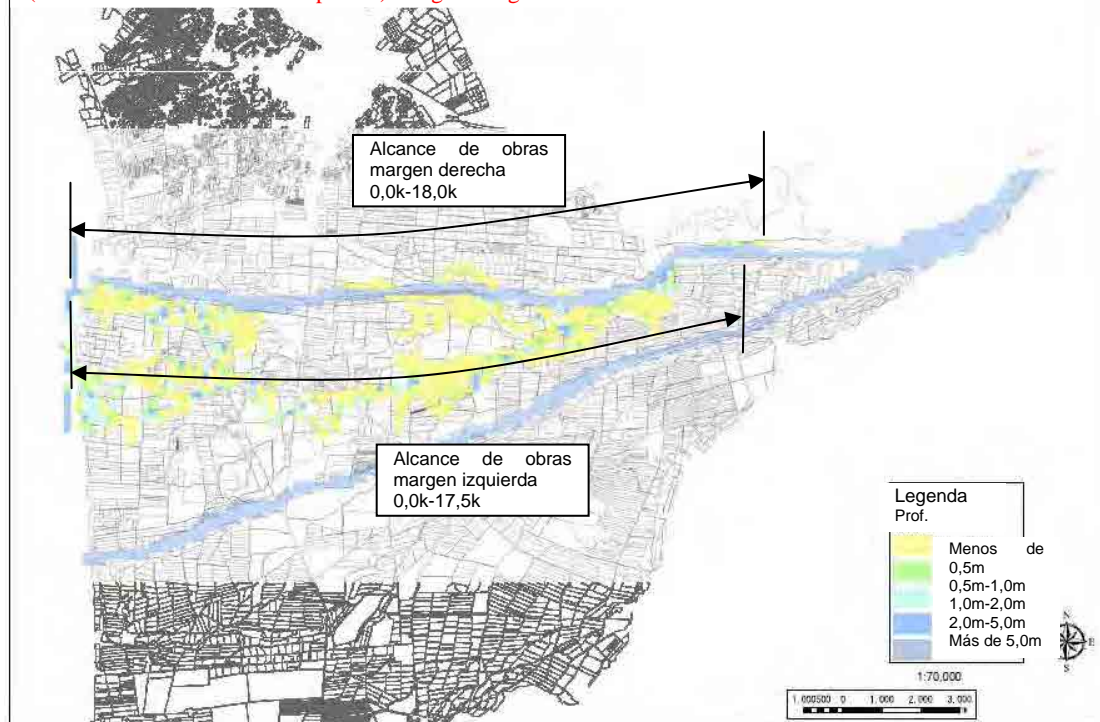 Alcance de obras
margen derecha
0,0k-18,0k
Alcance de obras
margen izquierda
0,0k-17,5k
Legenda
Prof.
Menos de
0,5m
0,5m-1,0m
1,0m-2,0m
2,0m-5,0m
Más de 5,0m
N
E
S
1:70,000
1.000500 0 1.000 2.000 3.000